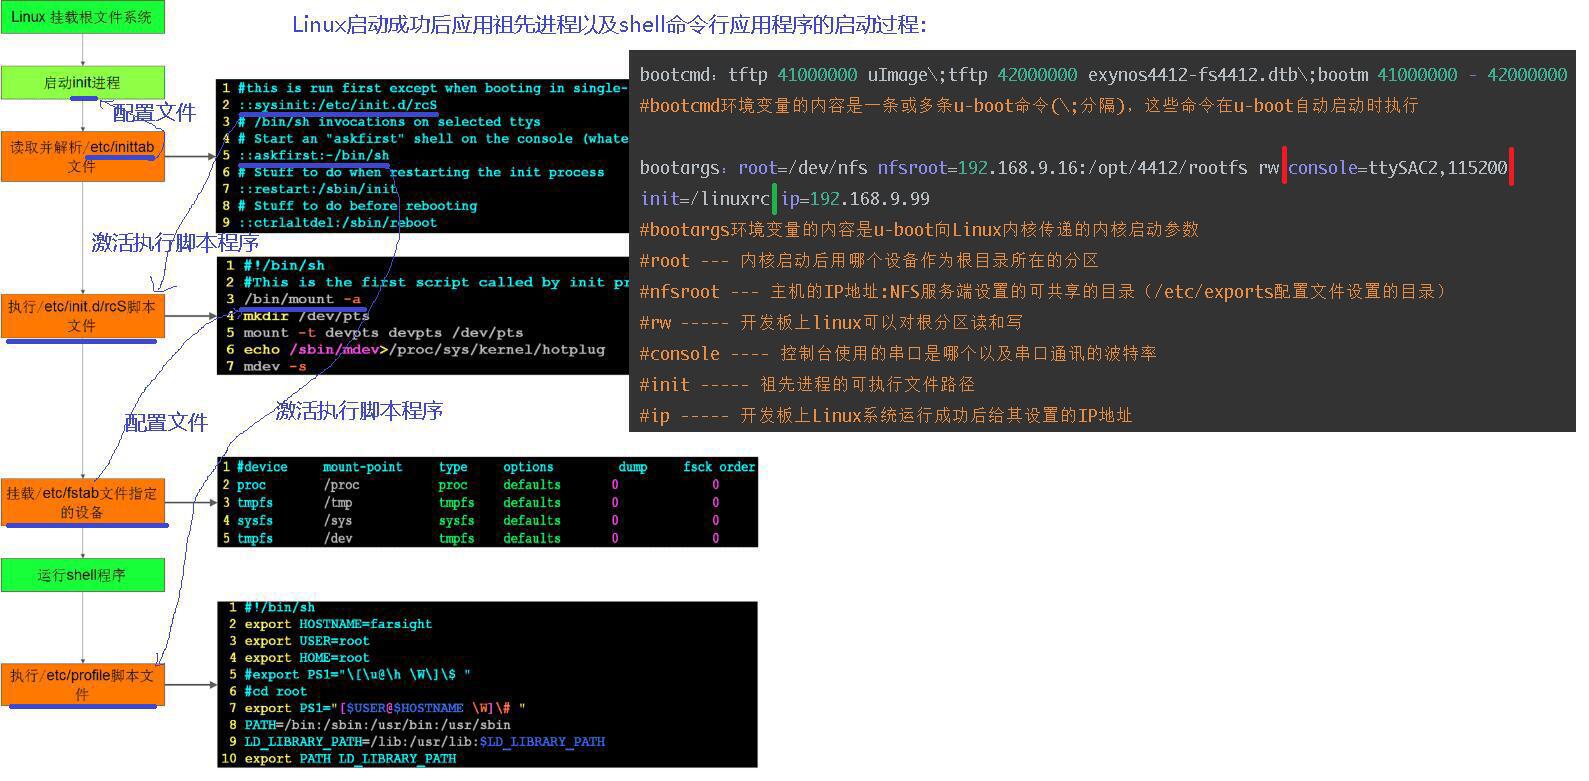 Linux启动成功后应用祖先进程以及shell命令行应用程序的启动过程:
Linux 挂载根文件系统
启动init进程
配置文件
读取并解析/etc/inittab
文件
1 #this is run first except when booting in single-
2 ::sysinit:/etc/init.d/rcS
3 # /bin/sh invocations on selected ttys
4 # Start an "askfirst" shell on the console (whate
5 ::askfirst:-/bin/sh
6 # Stuff to do when restarting the init process
7 ::restart:/sbin/init
8 # Stuff to do before rebooting
9 ::ctrlaltdel:/sbin/reboot
激活执行脚本程序
执行/etc/init.d/rcS脚本
文件
1 #!/bin/sh
2 #This is the first script called by init pr
3 /bin/mount -a
4 mkdir /dev/pts
5 mount -t devpts devpts /dev/pts
6 echo /sbin/mdev>/proc/sys/kernel/hotplug
7 mdev -s
bootcmd：tftp 41000000 uImage\;tftp 42000000 exynos4412-fs4412.dtb\;bootm 41000000 - 42000000
#bootcmd环境变量的内容是一条或多条u-boot命令(\;分隔)，这些命令在u-boot自动启动时执行
bootargs：root=/dev/nfs nfsroot=192.168.9.16:/opt/4412/rootfs rw console=ttySAC2,115200
init=/linuxrc ip=192.168.9.99
#bootargs环境变量的内容是u-boot向Linux内核传递的内核启动参数
#root --- 内核启动后用哪个设备作为根目录所在的分区
#nfsroot --- 主机的IP地址:NFS服务端设置的可共享的目录（/etc/exports配置文件设置的目录）
#rw ----- 开发板上linux可以对根分区读和写
#console ---- 控制台使用的串口是哪个以及串口通讯的波特率
#init ----- 祖先进程的可执行文件路径
#ip ----- 开发板上Linux系统运行成功后给其设置的IP地址
配置文件
激活执行脚本程序
挂载/etc/fstab文件指定
的设备
1 #device mount-point type options dump fsck order
2 proc /proc proc defaults 0 0
3 tmpfs /tmp tmpfs defaults 0 0
4 sysfs /sys sysfs defaults 0 0
5 tmpfs /dev tmpfs defaults 0 0
运行shell程序
执行/etc/profile脚本文
件
1 #!/bin/sh
2 export HOSTNAME=farsight
3 export USER=root
4 export HOME=root
5 #export PS1="\[\u@\h \W\]\$ "
6 #cd root
7 export PS1="[$USER@$HOSTNAME \W]\# "
8 PATH=/bin:/sbin:/usr/bin:/usr/sbin
9 LD_LIBRARY_PATH=/lib:/usr/lib:$LD_LIBRARY_PATH
10 export PATH LD_LIBRARY_PATH